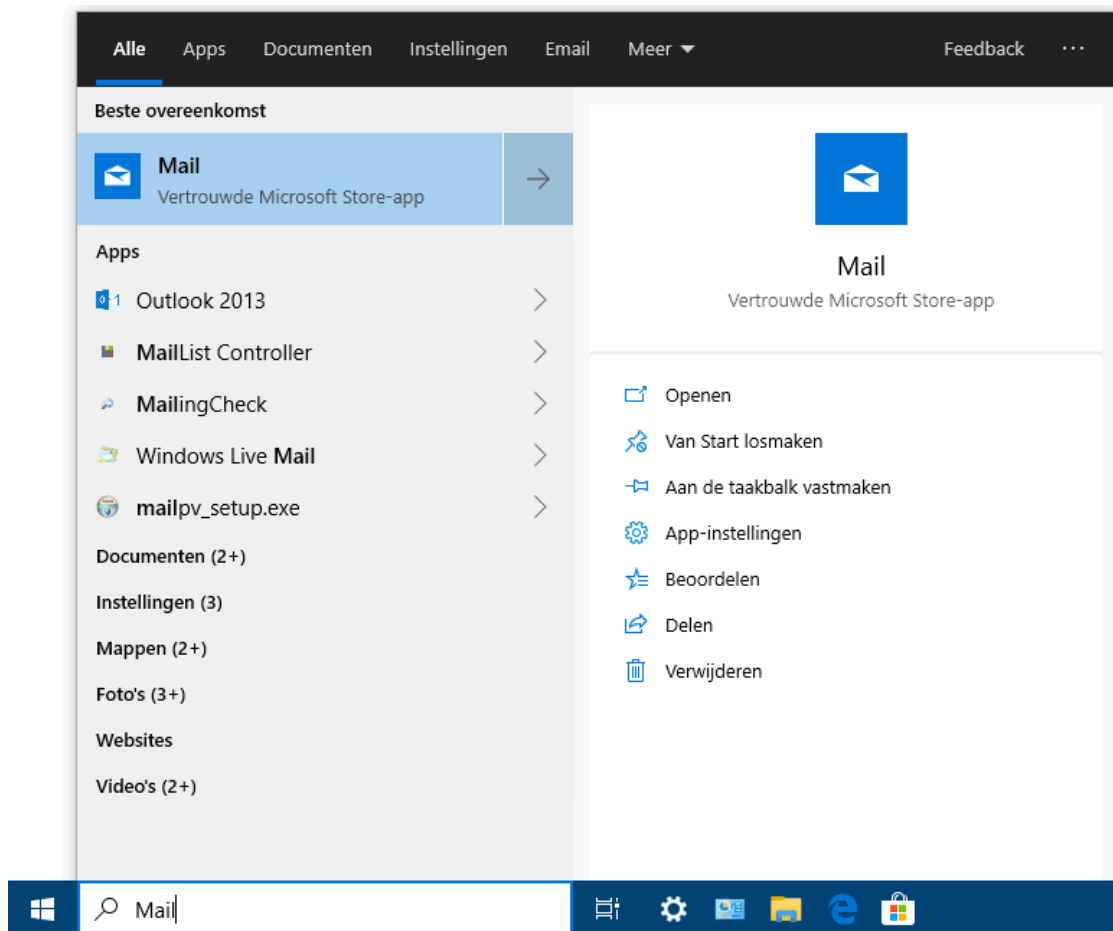 Alle Apps Documenten Instellingen Email Meer Feedback ...
Beste overeenkomst
Mail
Vertrouwde Microsoft Store-app
Apps
Outlook 2013
MailList Controller
MailingCheck
Windows Live Mail
mailpv_setup.exe
Documenten (2+)
Instellingen (3)
Mappen (2+)
Foto's (3+)
Websites
Video's (2+)
Mail
Vertrouwde Microsoft Store-app
Openen
Van Start losmaken
Aan de taakbalk vastmaken
App-instellingen
Beoordelen
Delen
Verwijderen
Mail